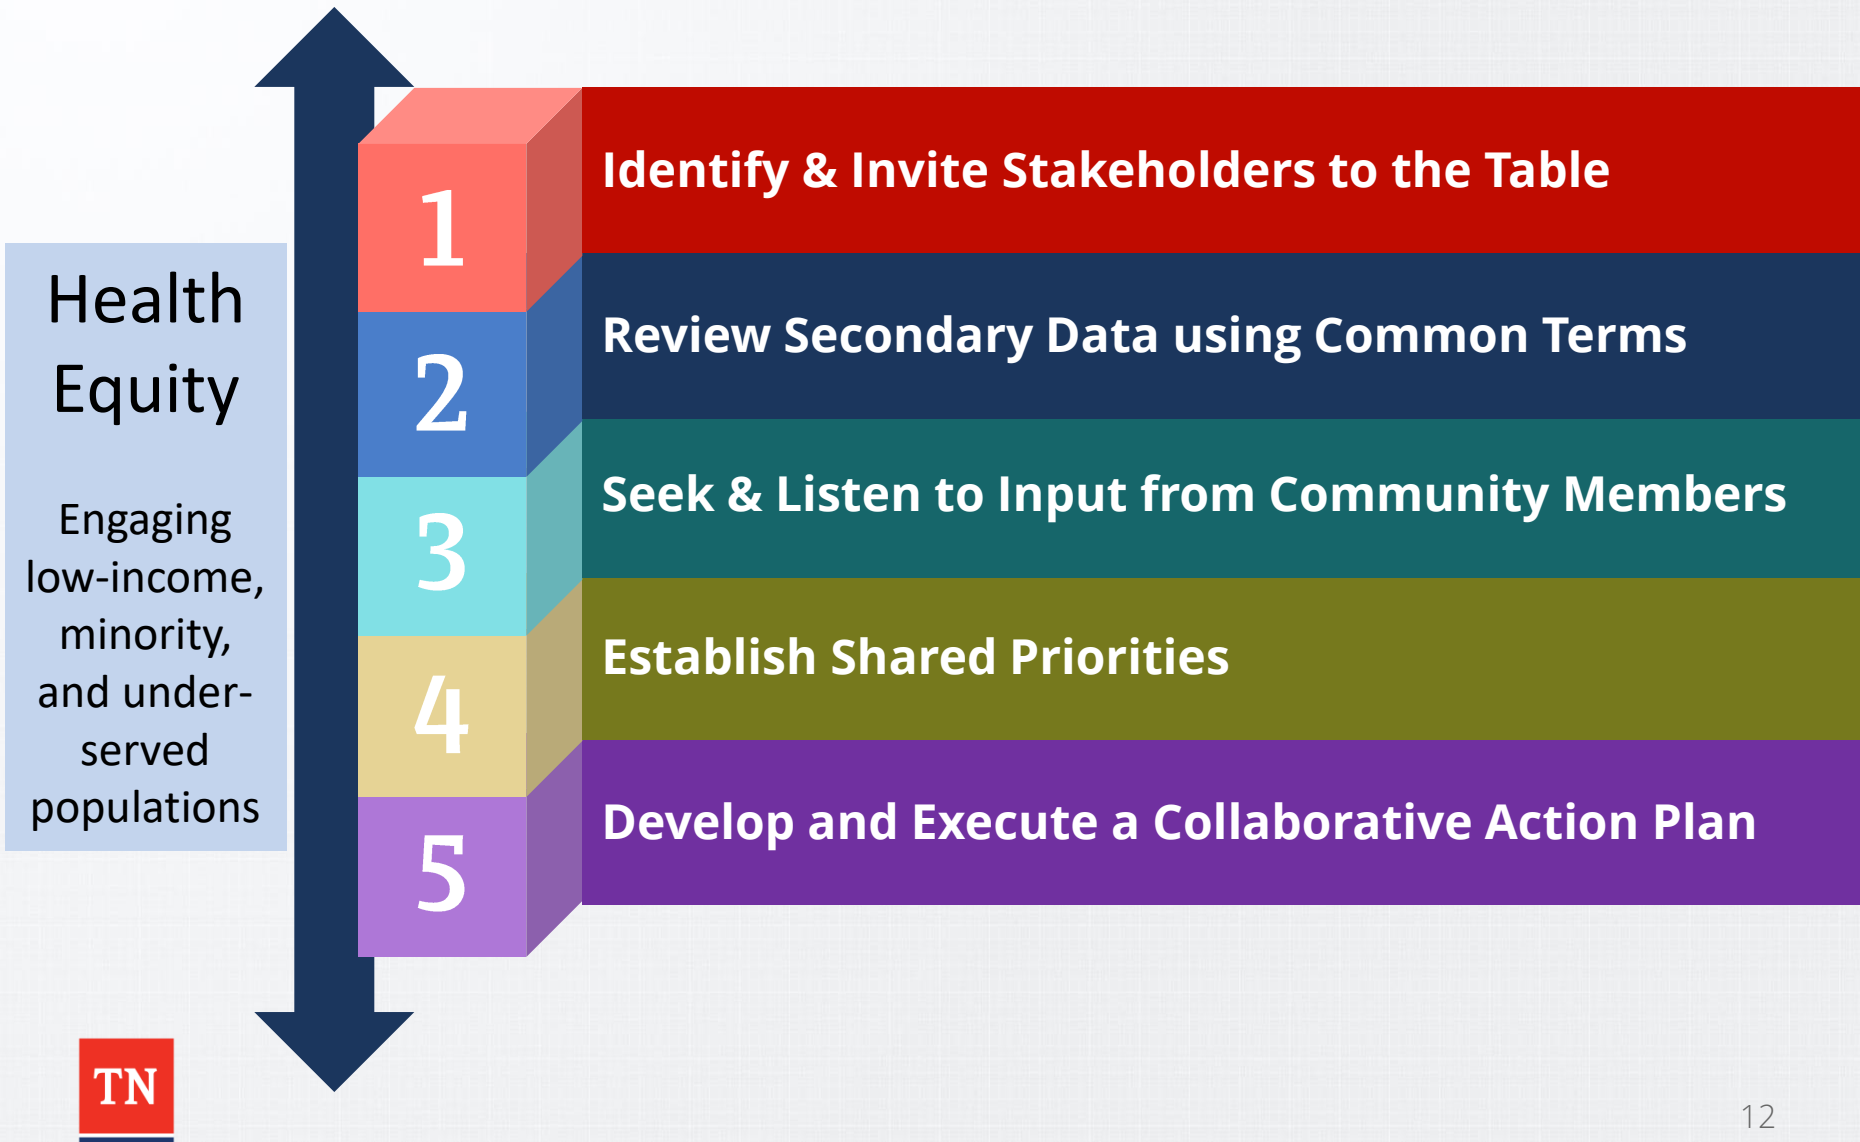 Health
Equity
Engaging
low-income,
minority,
and under-
served
populations
1
Identify & Invite Stakeholders to the Table
2
Review Secondary Data using Common Terms
3
Seek & Listen to Input from Community Members
4
Establish Shared Priorities
5
Develop and Execute a Collaborative Action Plan
TN
12